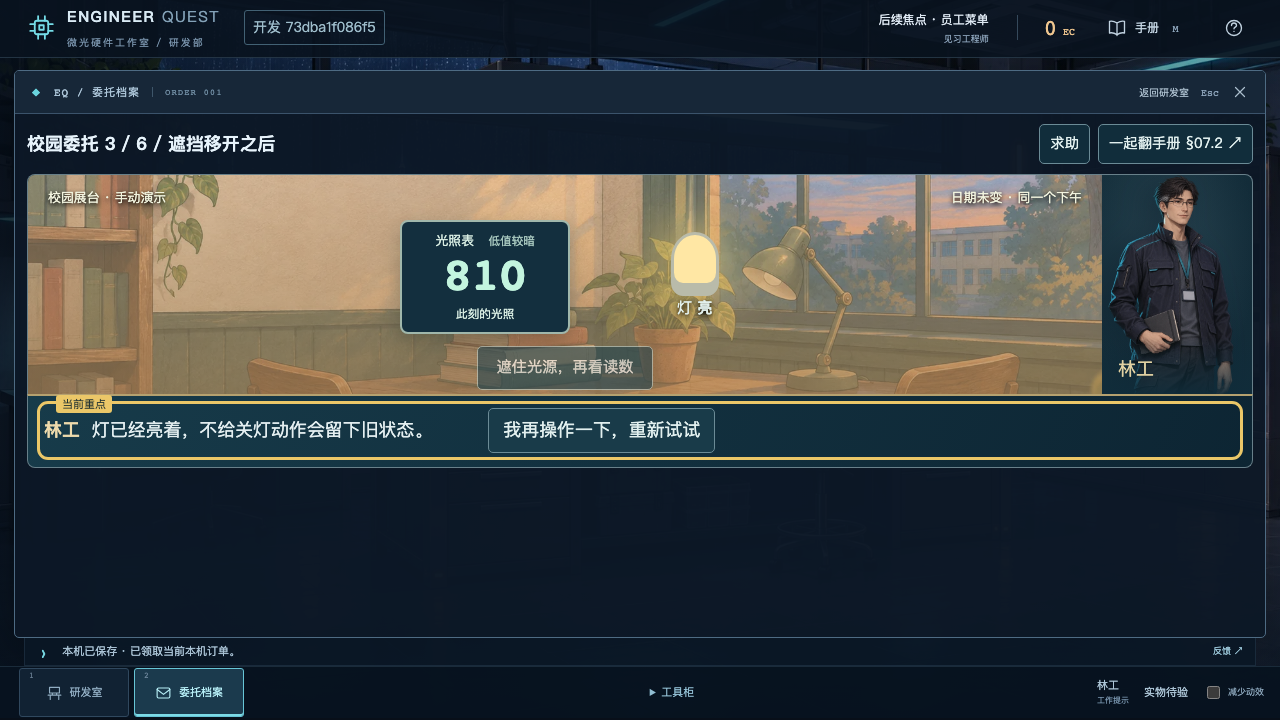 ENGINEER QUEST
微光硬件工作室 / 研发部
开发 73dba1f086f5
后续焦点 · 员工菜单
见习工程师
0 EC
手册 M
EQ / 委托档案
ORDER 001
返回研发室 Esc
校园委托 3 / 6 / 遮挡移开之后
求助
一起翻手册 §07.2 ↗
校园展台 · 手动演示
日期未变 · 同一个下午
光照表 低值较暗
810
此刻的光照
灯 亮
遮住光源，再看读数
林工
当前重点
林工 灯已经亮着，不给关灯动作会留下旧状态。
我再操作一下，重新试试
本机已保存 · 已领取当前本机订单。
反馈 ↗
1 研发室
2 委托档案
工具柜
林工
工作提示
实物待验
减少动效